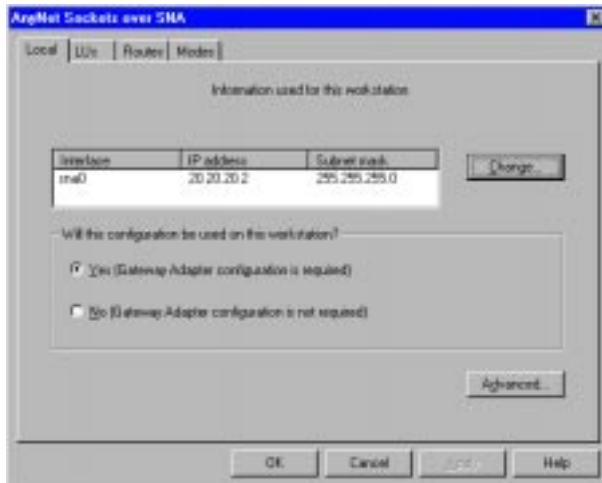 AnyNet Sockets over SNA
Local LUs Routes Modes
Information used for this workstation
Interface IP address Subnet mask
sna0 20.20.20.2 255.255.255.0
Change...
Will this configuration be used on this workstation?
Yes (Gateway Adapter configuration is required)
No (Gateway Adapter configuration is not required)
Advanced...
OK Cancel Apply Help